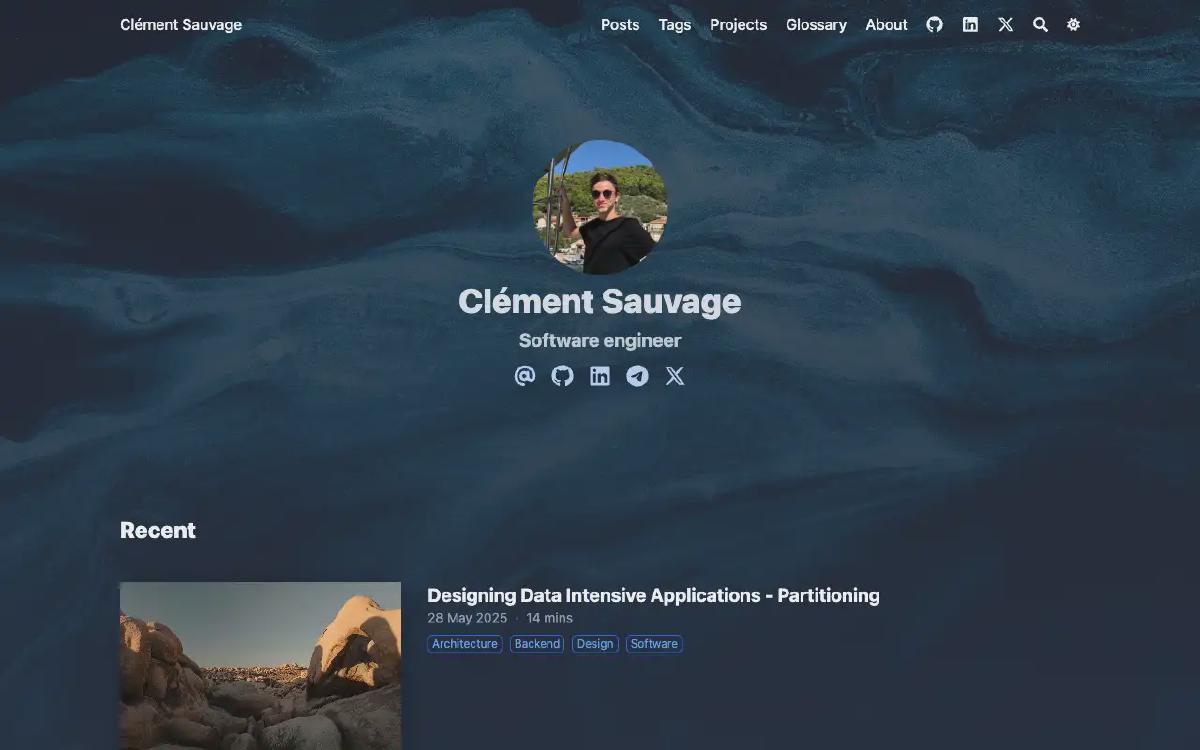 Clément Sauvage
Posts Tags Projects Glossary About
Clément Sauvage
Software engineer
Recent
Designing Data Intensive Applications - Partitioning
28 May 2025 · 14 mins
Architecture Backend Design Software